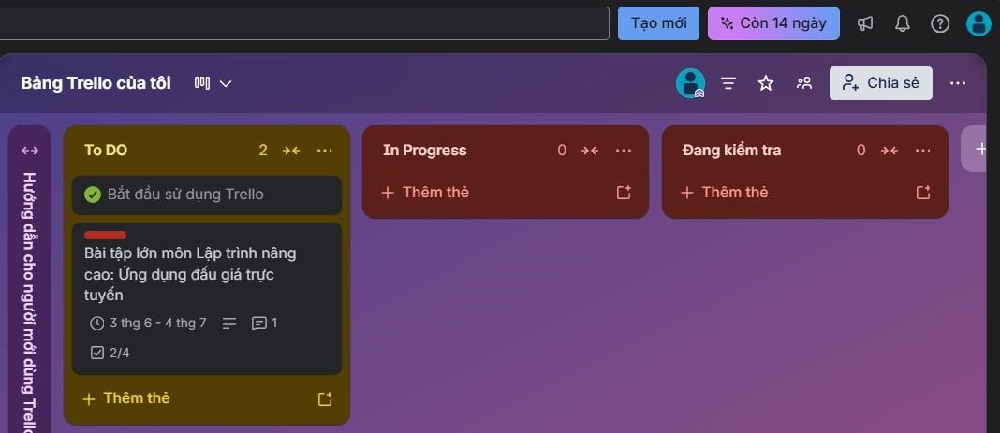 Tạo mới
Còn 14 ngày
Bảng Trello của tôi
Chia sẻ
Hướng dẫn cho người mới dùng Trello
To DO 2
Bắt đầu sử dụng Trello
Bài tập lớn môn Lập trình nâng
cao: Ứng dụng đấu giá trực
tuyến
3 thg 6 - 4 thg 7 1
2/4
Thêm thẻ
In Progress 0
Thêm thẻ
Đang kiểm tra 0
Thêm thẻ